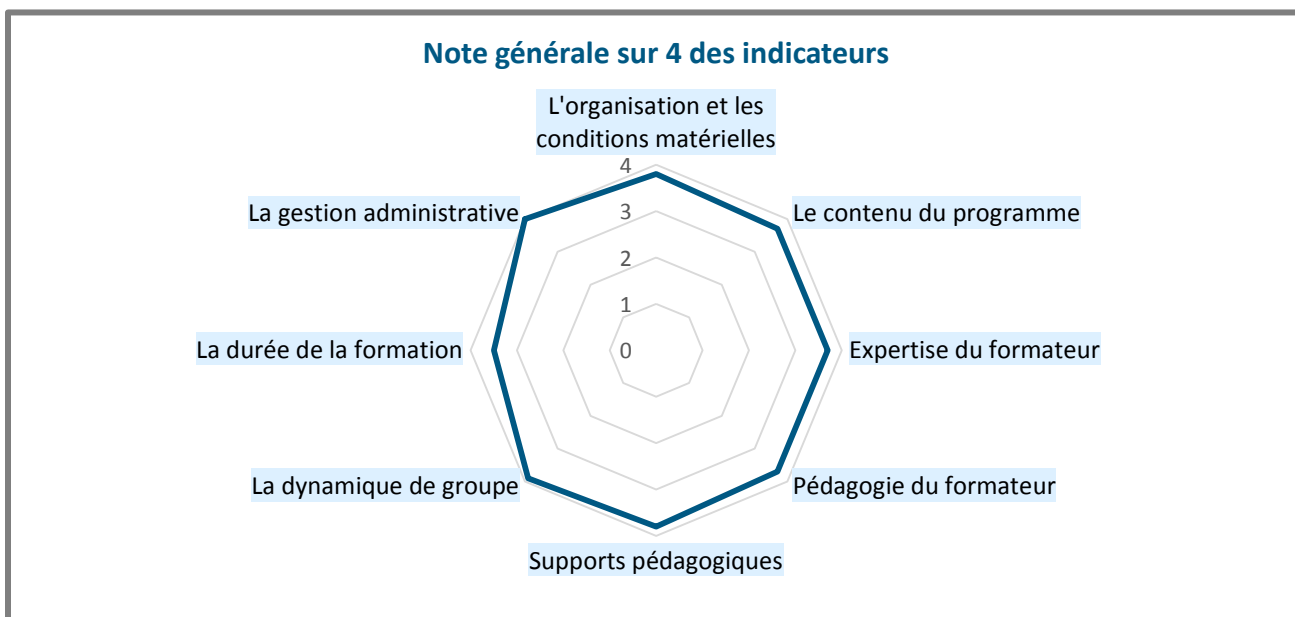 Note générale sur 4 des indicateurs
L'organisation et les
conditions matérielles
4
La gestion administrative
Le contenu du programme
3
2
1
La durée de la formation
0
Expertise du formateur
La dynamique de groupe
Pédagogie du formateur
Supports pédagogiques